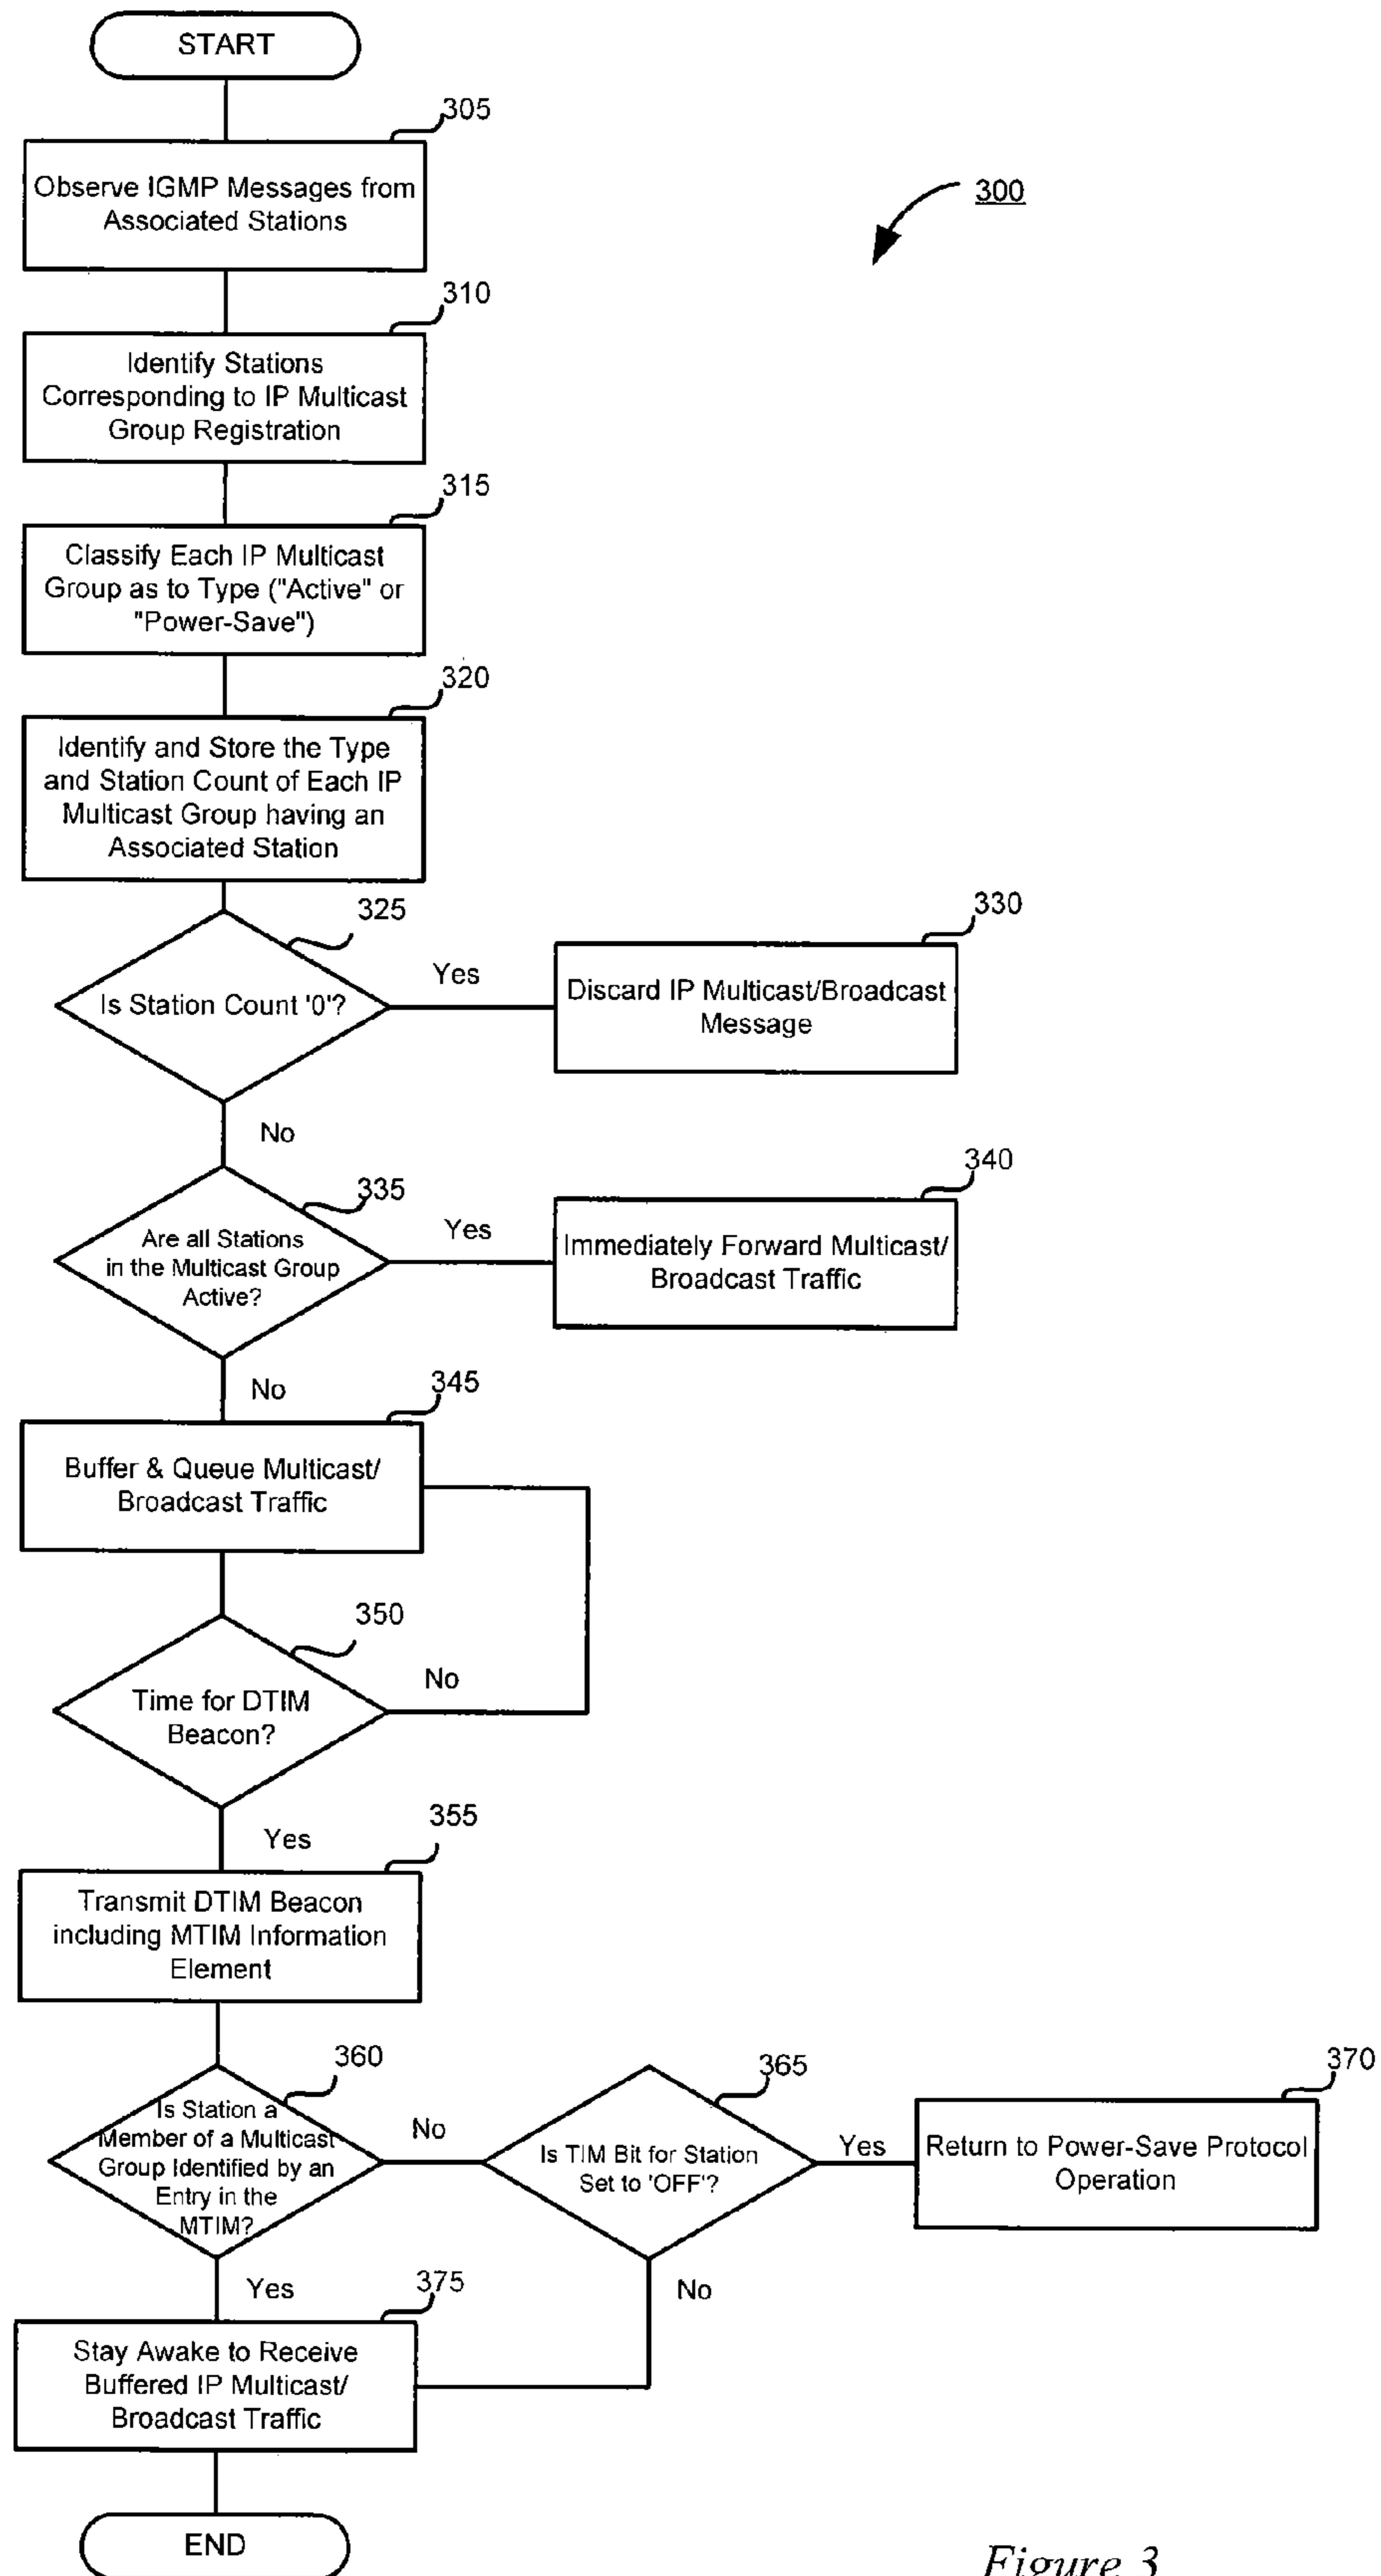 START
305
Observe IGMP Messages from
Associated Stations
300
310
Identify Stations
Corresponding to IP Multicast
Group Registration
315
Classify Each IP Multicast
Group as to Type ("Active" or
"Power-Save")
320
Identify and Store the Type
and Station Count of Each IP
Multicast Group having an
Associated Station
325
Is Station Count '0'?
Yes
330
Discard IP Multicast/Broadcast
Message
No
335
Are all Stations
in the Multicast Group
Active?
Yes
340
Immediately Forward Multicast/
Broadcast Traffic
No
345
Buffer & Queue Multicast/
Broadcast Traffic
350
Time for DTIM
Beacon?
No
Yes
355
Transmit DTIM Beacon
including MTIM Information
Element
360
Is Station a
Member of a Multicast
Group Identified by an
Entry in the
MTIM?
No
365
Is TIM Bit for Station
Set to 'OFF'?
Yes
370
Return to Power-Save Protocol
Operation
Yes
No
375
Stay Awake to Receive
Buffered IP Multicast/
Broadcast Traffic
END
Figure 3